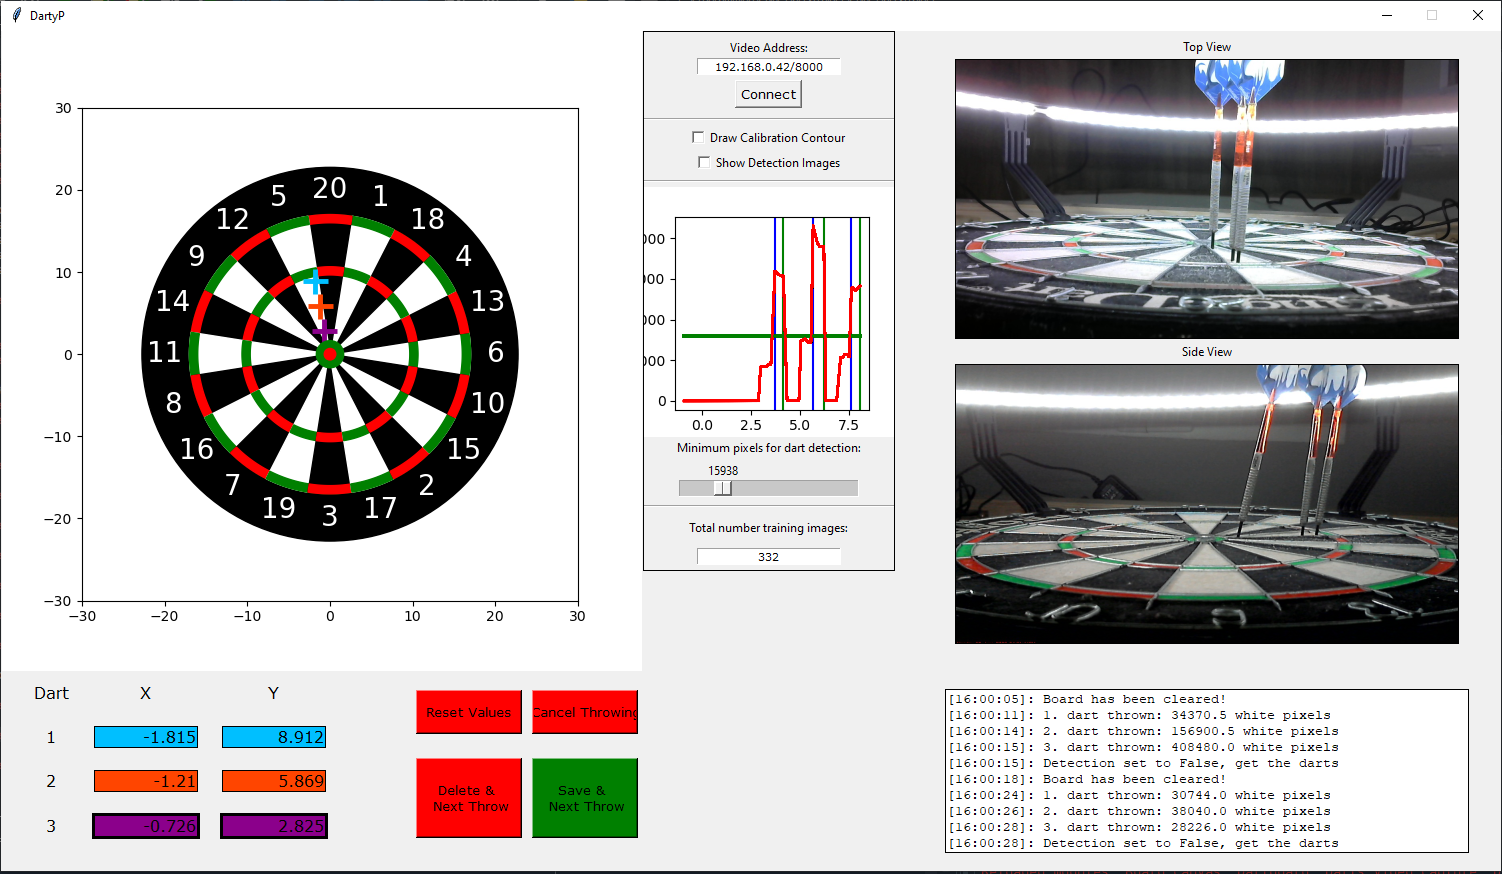 DartyP
Video Address:
192.168.0.42/8000
Connect
Draw Calibration Contour
Show Detection Images
000
000
000
000
0
0.0 2.5 5.0 7.5
Minimum pixels for dart detection:
15938
Total number training images:
332
Top View
Side View
30
20
10
0
−10
−20
−30
−30 −20 −10 0 10 20 30
20
1
18
4
13
6
10
15
2
17
3
19
7
16
8
11
14
9
12
5
Dart X Y
1 -1.815 8.912
2 -1.21 5.869
3 -0.726 2.825
Reset Values
Cancel Throwing
Delete &
Next Throw
Save &
Next Throw
[16:00:05]: Board has been cleared!
[16:00:11]: 1. dart thrown: 34370.5 white pixels
[16:00:14]: 2. dart thrown: 156900.5 white pixels
[16:00:15]: 3. dart thrown: 408480.0 white pixels
[16:00:15]: Detection set to False, get the darts
[16:00:18]: Board has been cleared!
[16:00:24]: 1. dart thrown: 30744.0 white pixels
[16:00:26]: 2. dart thrown: 38040.0 white pixels
[16:00:28]: 3. dart thrown: 28226.0 white pixels
[16:00:28]: Detection set to False, get the darts